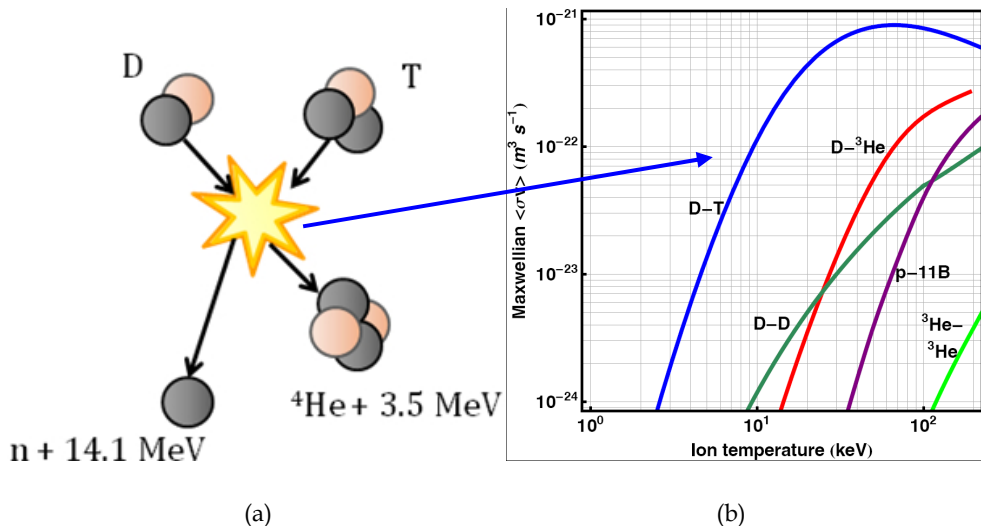 D
T
⁴He + 3.5 MeV
n + 14.1 MeV
(a)
Maxwellian <σv> (m³ s⁻¹)
10⁻²¹
10⁻²²
10⁻²³
10⁻²⁴
D–T
D–³He
D–D
p–11B
³He–
³He
10⁰
10¹
10²
Ion temperature (keV)
(b)